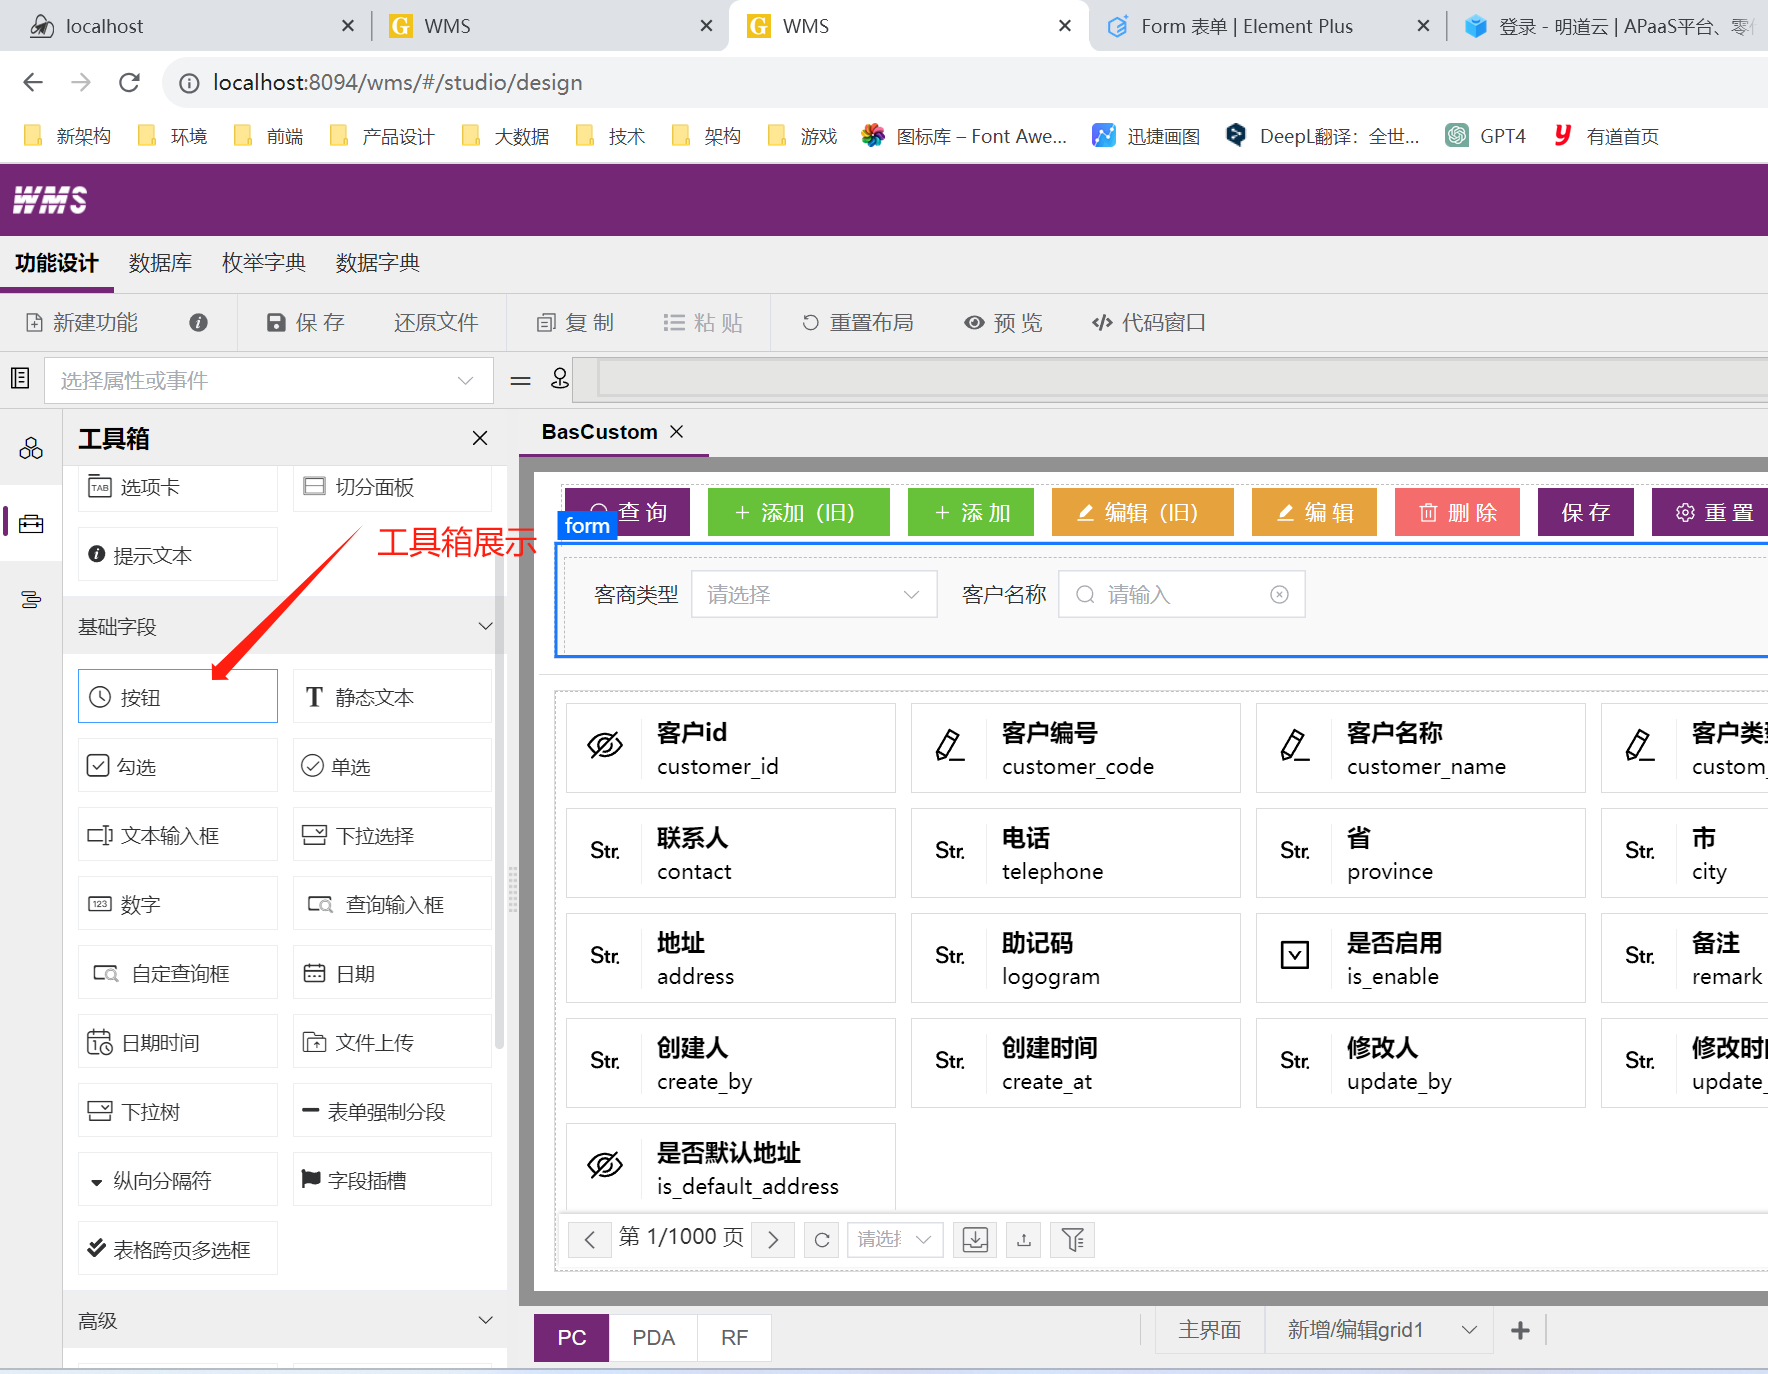 localhost
WMS
WMS
Form 表单 | Element Plus
登录 - 明道云 | APaaS平台、零
localhost:8094/wms/#/studio/design
新架构
环境
前端
产品设计
大数据
技术
架构
游戏
图标库 – Font Awe...
迅捷画图
DeepL翻译：全世...
GPT4
有道首页
WMS
功能设计
数据库
枚举字典
数据字典
新建功能
保 存
还原文件
复 制
粘 贴
重置布局
预 览
代码窗口
选择属性或事件
工具箱
BasCustom
选项卡
切分面板
提示文本
工具箱展示
基础字段
按钮
静态文本
勾选
单选
文本输入框
下拉选择
数字
查询输入框
自定查询框
日期
日期时间
文件上传
下拉树
表单强制分段
纵向分隔符
字段插槽
表格跨页多选框
高级
查 询
添加（旧）
添 加
编辑（旧）
编 辑
删 除
保 存
重 置
form
客商类型
请选择
客户名称
请输入
客户id
customer_id
客户编号
customer_code
客户名称
customer_name
客户类
custom_
Str.
联系人
contact
Str.
电话
telephone
Str.
省
province
Str.
市
city
Str.
地址
address
Str.
助记码
logogram
是否启用
is_enable
Str.
备注
remark
Str.
创建人
create_by
Str.
创建时间
create_at
Str.
修改人
update_by
Str.
修改时
update_
是否默认地址
is_default_address
第 1/1000 页
请选
PC
PDA
RF
主界面
新增/编辑grid1